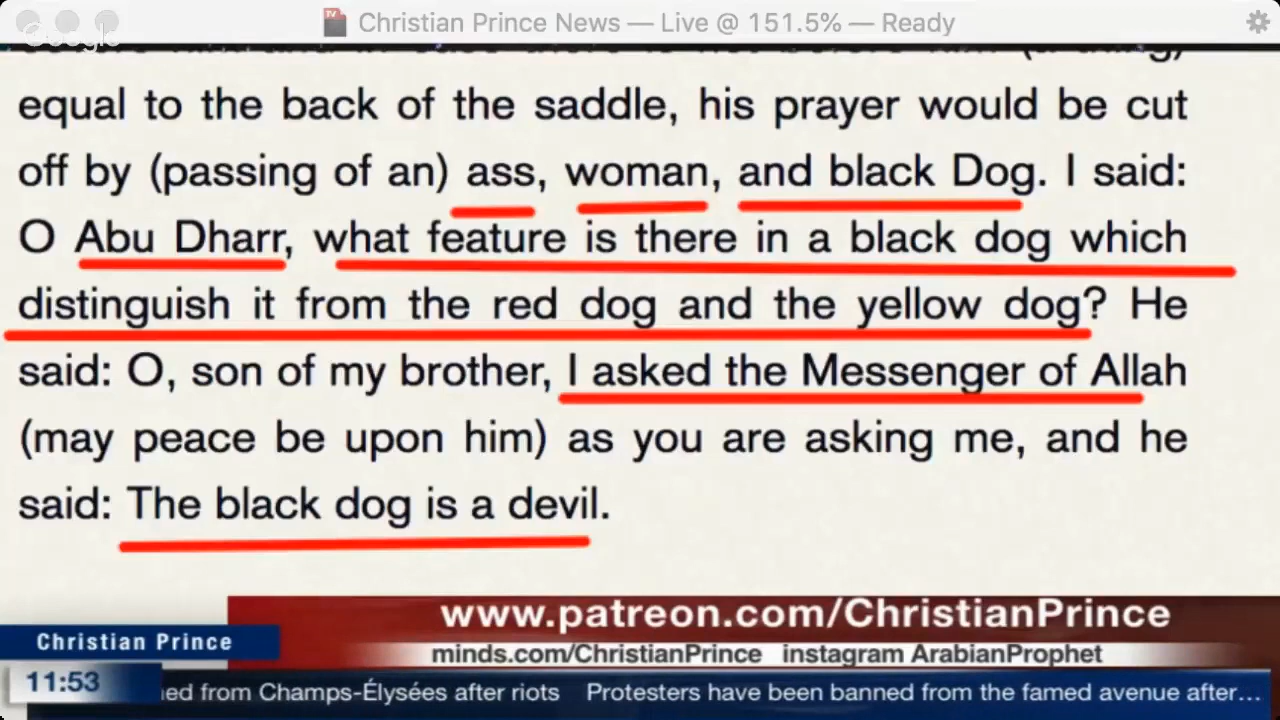 Christian Prince News — Live @ 151.5% — Ready
Google
equal to the back of the saddle, his prayer would be cut
off by (passing of an) ass, woman, and black Dog. I said:
O Abu Dharr, what feature is there in a black dog which
distinguish it from the red dog and the yellow dog? He
said: O, son of my brother, I asked the Messenger of Allah
(may peace be upon him) as you are asking me, and he
said: The black dog is a devil.
www.patreon.com/ChristianPrince
Christian Prince
minds.com/ChristianPrince instagram ArabianProphet
11:53
ed from Champs-Élysées after riots Protesters have been banned from the famed avenue after...